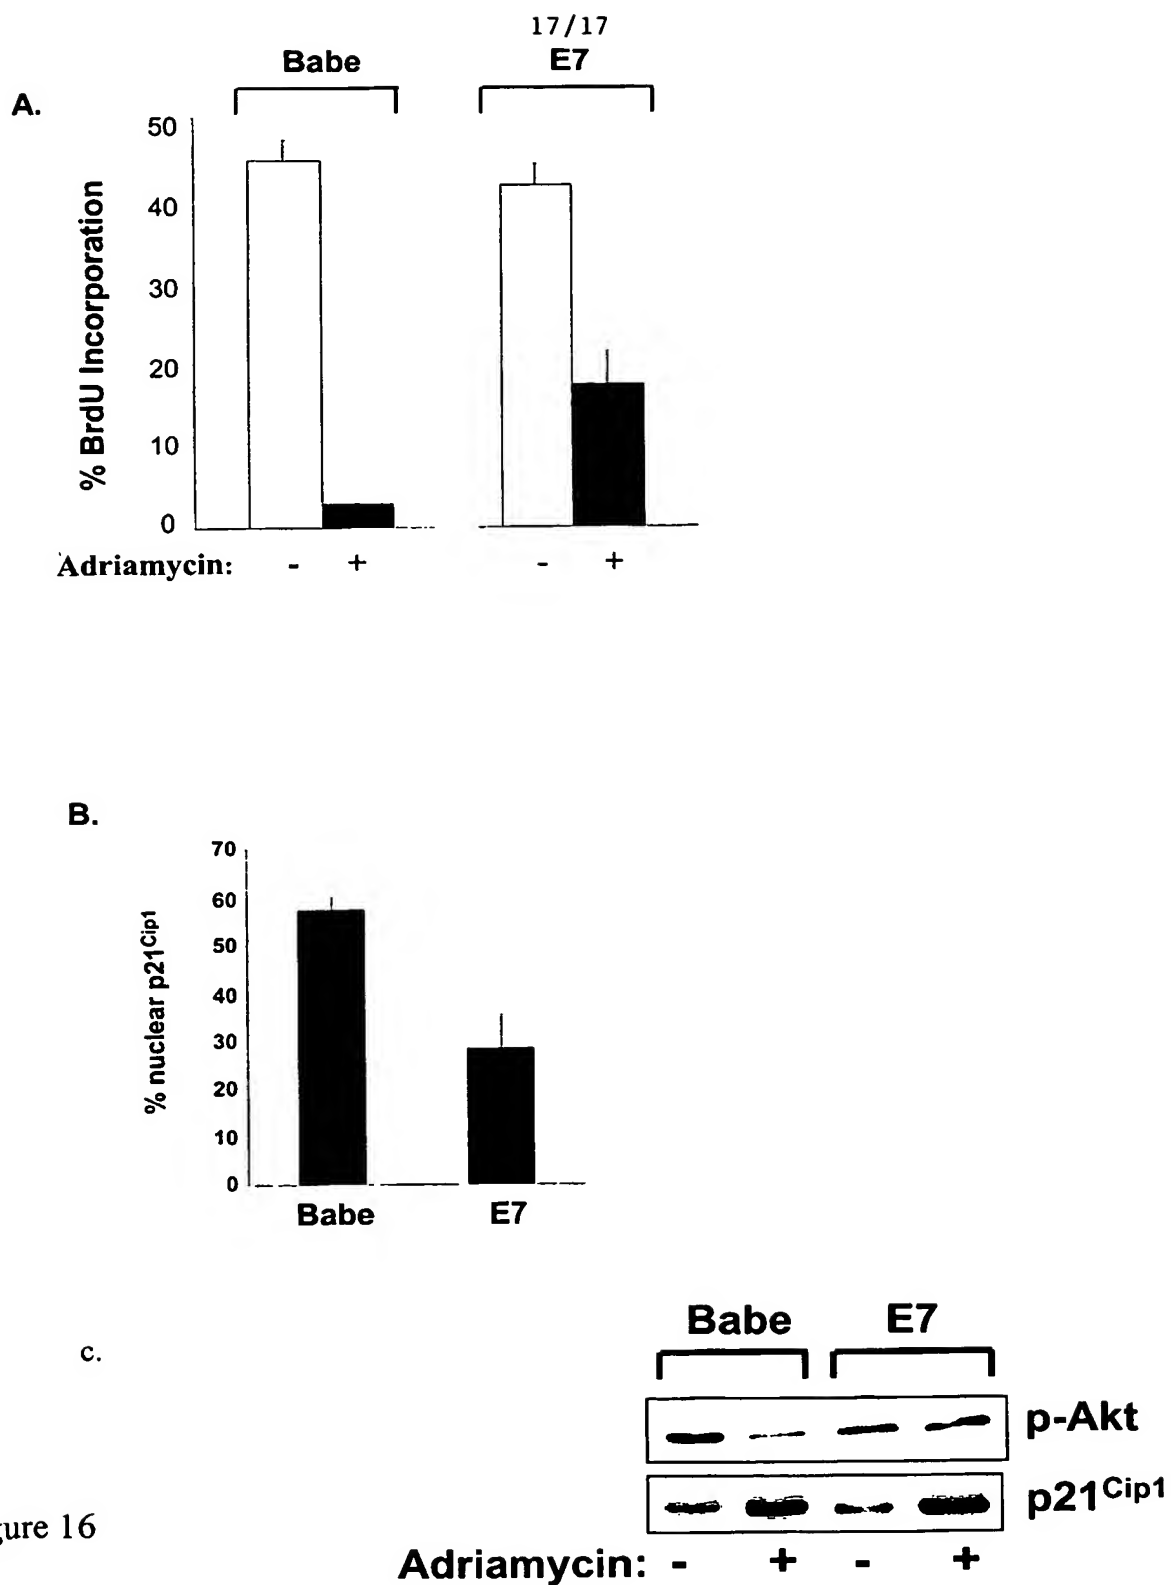 17/17
Babe E7
A.
50
40
30
20
10
0
% BrdU Incorporation
Adriamycin: - + - +
B.
70
60
50
40
30
20
10
0
% nuclear p21Cip1
Babe E7
c.
Babe E7
p-Akt
p21Cip1
gure 16
Adriamycin: - + - +